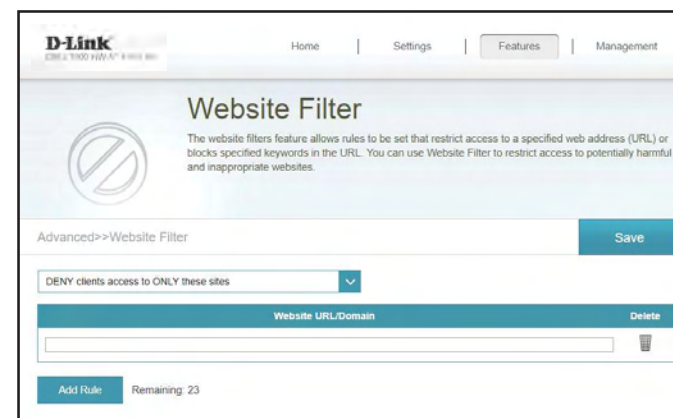 D-Link
Home | Settings | Features | Management
Website Filter
The website filters feature allows rules to be set that restrict access to a specified web address (URL) or
blocks specified keywords in the URL. You can use Website Filter to restrict access to potentially harmful
and inappropriate websites.
Advanced>>Website Filter
Save
DENY clients access to ONLY these sites
Website URL/Domain Delete
Add Rule Remaining: 23